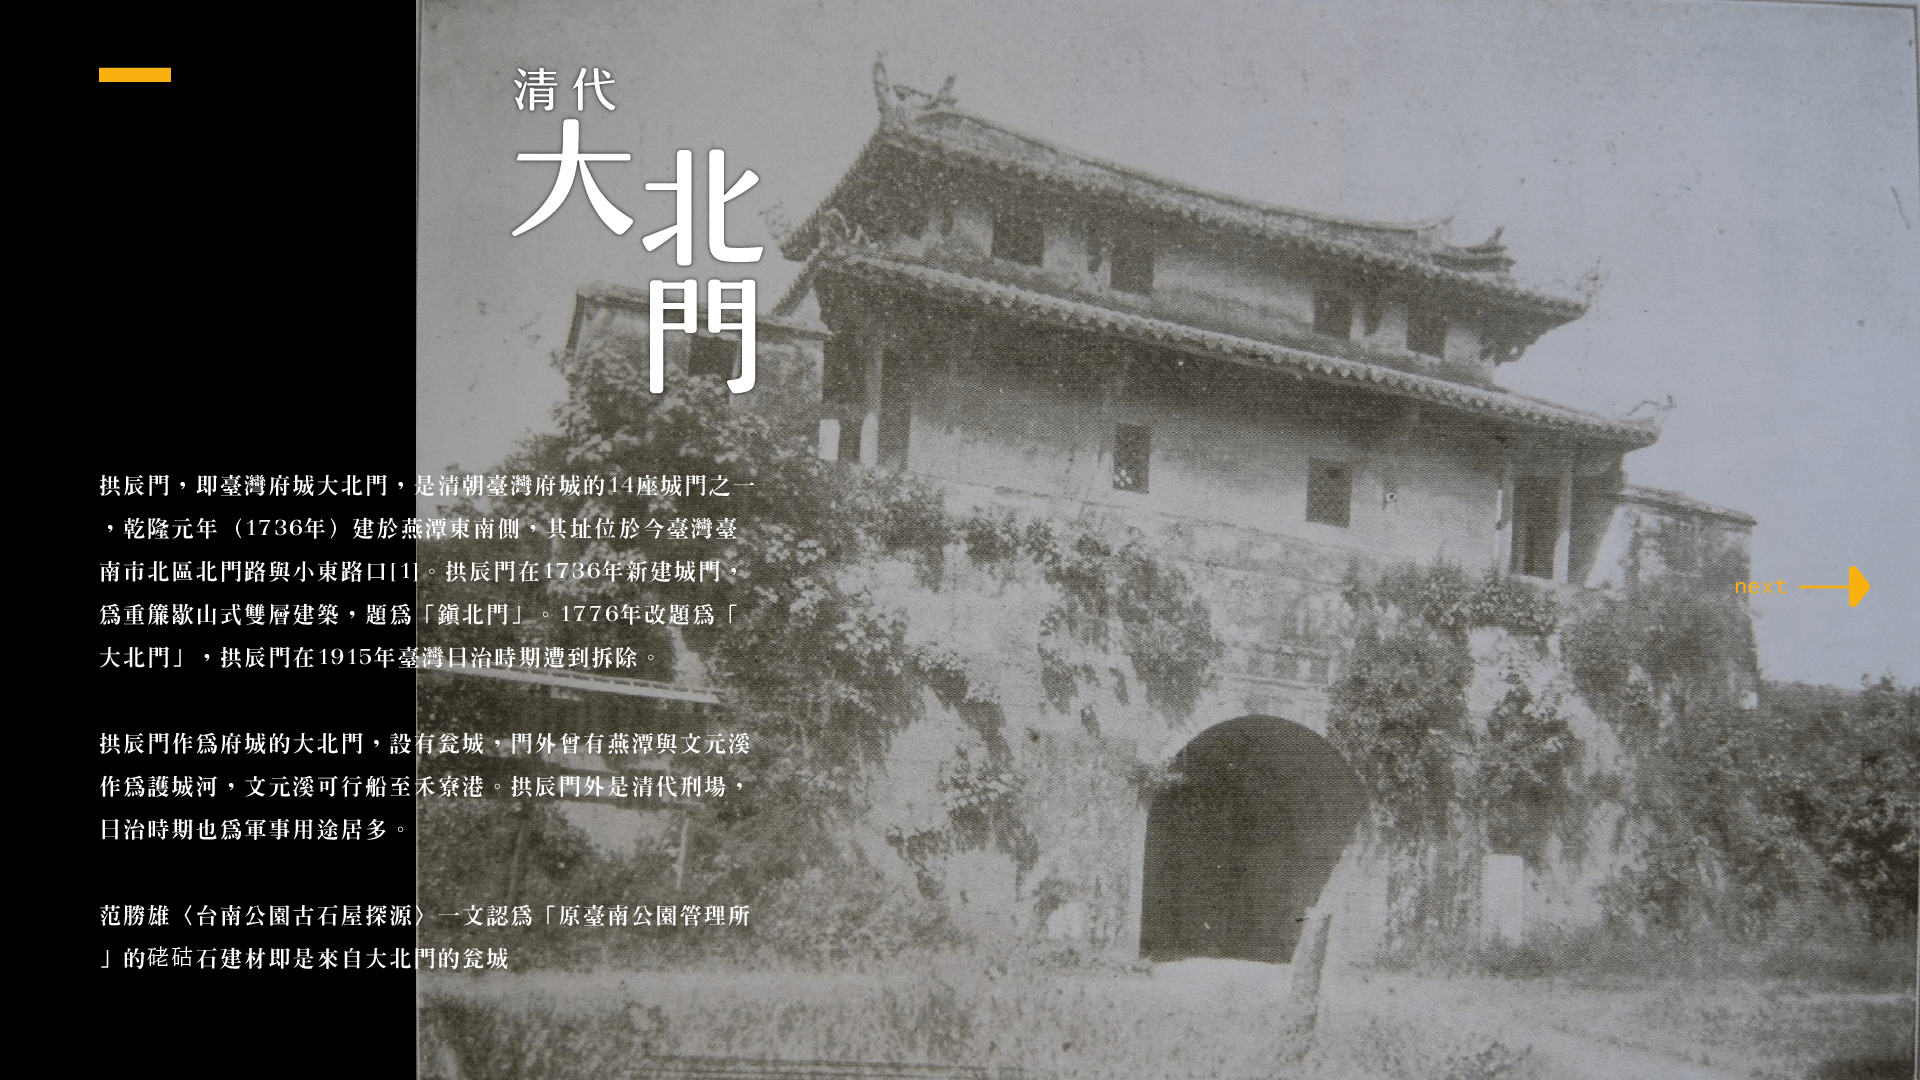 清代
大北門
拱辰門，即臺灣府城大北門，是清朝臺灣府城的14座城門之一
，乾隆元年（1736年）建於燕潭東南側，其址位於今臺灣臺
南市北區北門路與小東路口[1]。拱辰門在1736年新建城門，
為重簷歇山式雙層建築，題為「鎮北門」。1776年改題為「
大北門」，拱辰門在1915年臺灣日治時期遭到拆除。
拱辰門作為府城的大北門，設有瓮城，門外曾有燕潭與文元溪
作為護城河，文元溪可行船至禾寮港。拱辰門外是清代刑場，
日治時期也為軍事用途居多。
范勝雄〈台南公園古石屋探源〉一文認為「原臺南公園管理所
」的硓𥑮石建材即是來自大北門的瓮城
next